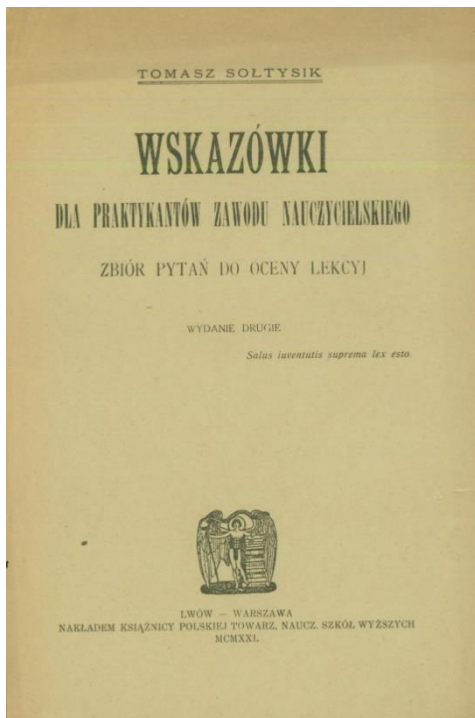 TOMASZ SOŁTYSIK
WSKAZÓWKI
DLA PRAKTYKANTÓW ZAWODU NAUCZYCIELSKIEGO
ZBIÓR PYTAŃ DO OCENY LEKCYJ
WYDANIE DRUGIE
Salus iuventutis suprema lex esto.
LWÓW — WARSZAWA
NAKŁADEM KSIĄŻNICY POLSKIEJ TOWARZ. NAUCZ. SZKÓŁ WYŻSZYCH
MCMXXI.